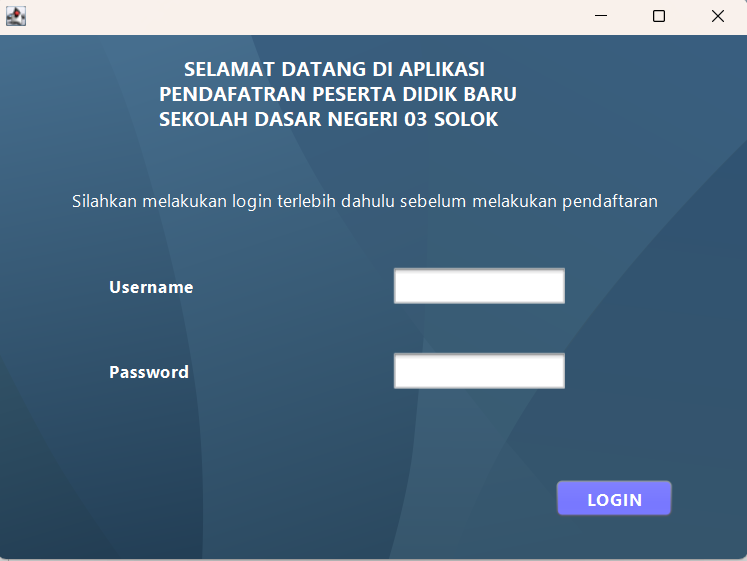 SELAMAT DATANG DI APLIKASI
PENDAFATRAN PESERTA DIDIK BARU
SEKOLAH DASAR NEGERI 03 SOLOK
Silahkan melakukan login terlebih dahulu sebelum melakukan pendaftaran
Username
Password
LOGIN